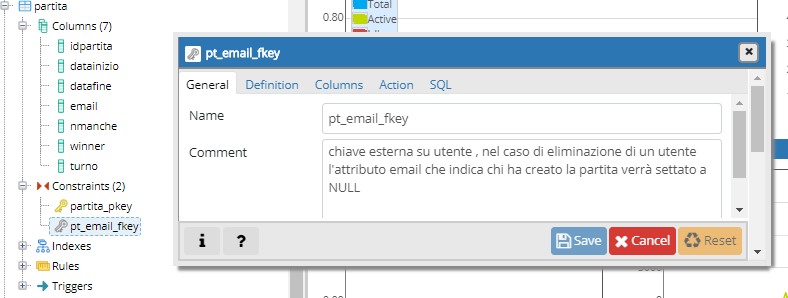 partita
Columns (7)
idpartita
datainizio
datafine
email
nmanche
winner
turno
Constraints (2)
partita_pkey
pt_email_fkey
Indexes
Rules
Triggers
0.80
Total
Active
pt_email_fkey
General Definition Columns Action SQL
Name
pt_email_fkey
Comment
chiave esterna su utente , nel caso di eliminazione di un utente
l'attributo email che indica chi ha creato la partita verrà settato a
NULL
i ? Save Cancel Reset